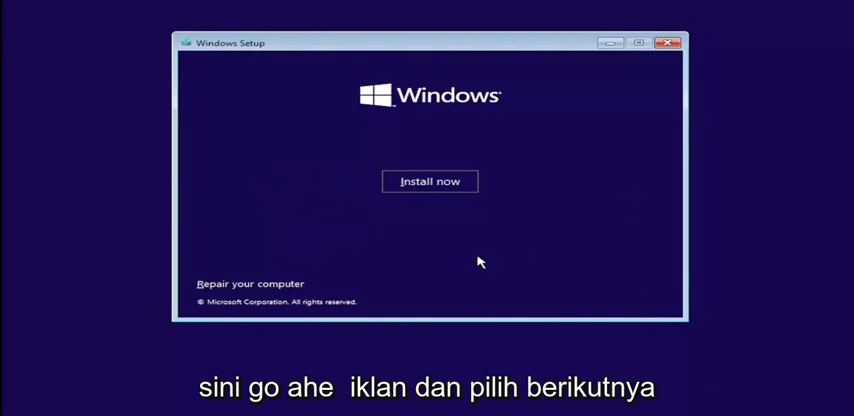 Windows Setup
Windows
Install now
Repair your computer
© Microsoft Corporation. All rights reserved.
sini go ahe iklan dan pilih berikutnya